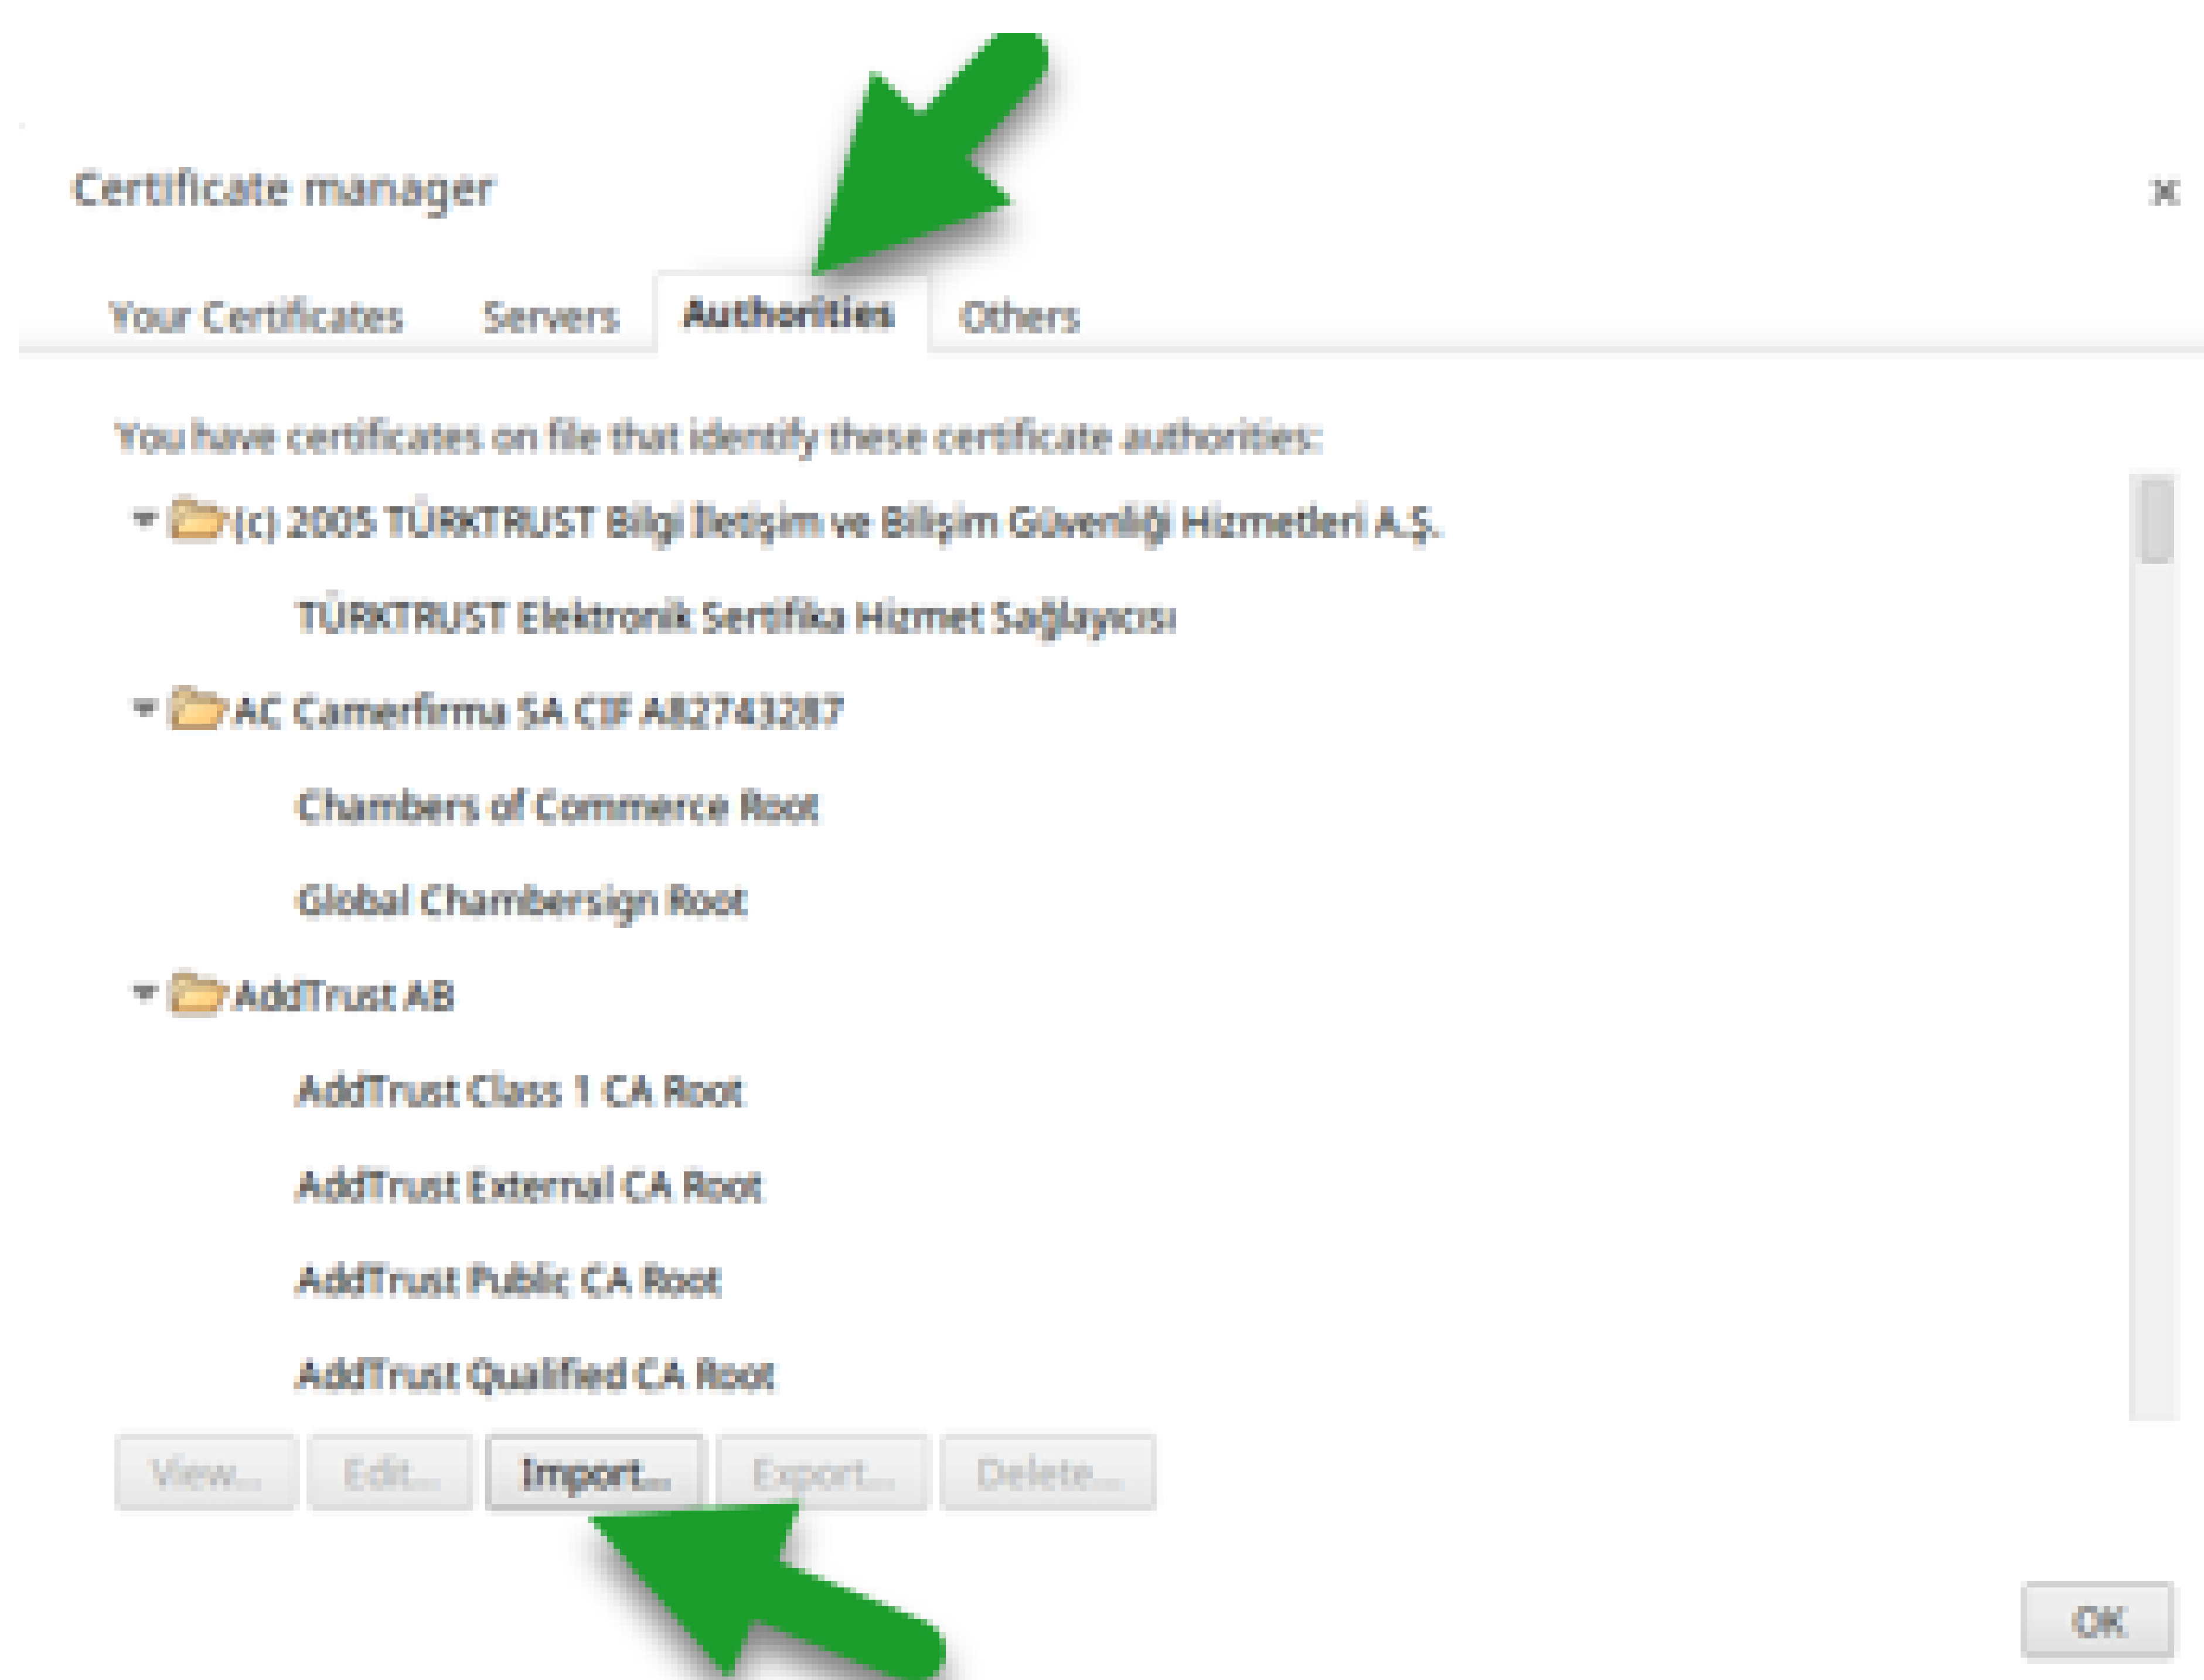 Certificate manager
x
Your Certificates Servers Authorities Others
You have certificates on file that identify these certificate authorities:
(c) 2005 TÜRKTRUST Bilgi İletişim ve Bilişim Güvenliği Hizmetleri A.Ş.
TÜRKTRUST Elektronik Sertifika Hizmet Sağlayıcısı
AC Camerfirma SA CIF A82743287
Chambers of Commerce Root
Global Chambersign Root
AddTrust AB
AddTrust Class 1 CA Root
AddTrust External CA Root
AddTrust Public CA Root
AddTrust Qualified CA Root
View... Edit... Import... Export... Delete...
OK